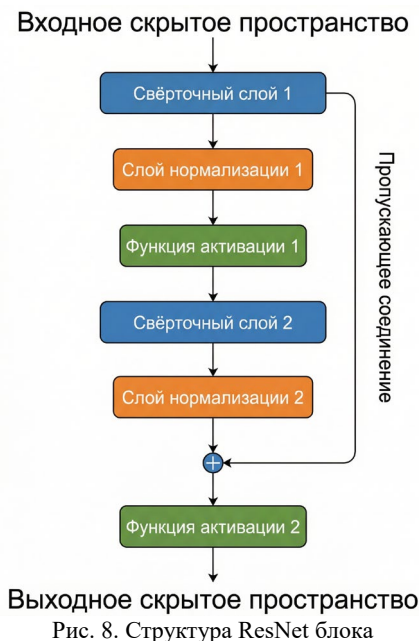 Входное скрытое пространство
Свёрточный слой 1
Слой нормализации 1
Функция активации 1
Свёрточный слой 2
Слой нормализации 2
Пропускающее соединение
+
Функция активации 2
Выходное скрытое пространство
Рис. 8. Структура ResNet блока